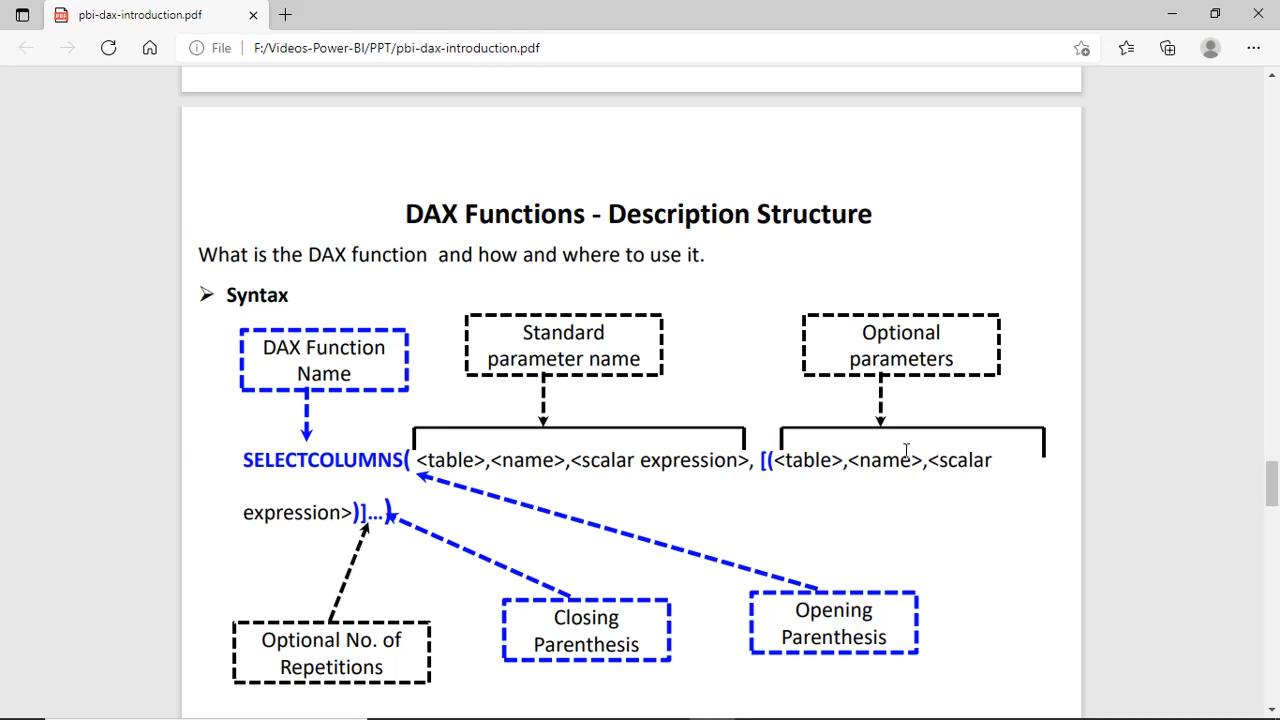 pbi-dax-introduction.pdf
File F:/Videos-Power-BI/PPT/pbi-dax-introduction.pdf
DAX Functions - Description Structure
What is the DAX function and how and where to use it.
➢ Syntax
DAX Function
Name
Standard
parameter name
Optional
parameters
SELECTCOLUMNS( <table>,<name>,<scalar expression>, [(<table>,<name>,<scalar
expression>)]...)
Optional No. of
Repetitions
Closing
Parenthesis
Opening
Parenthesis